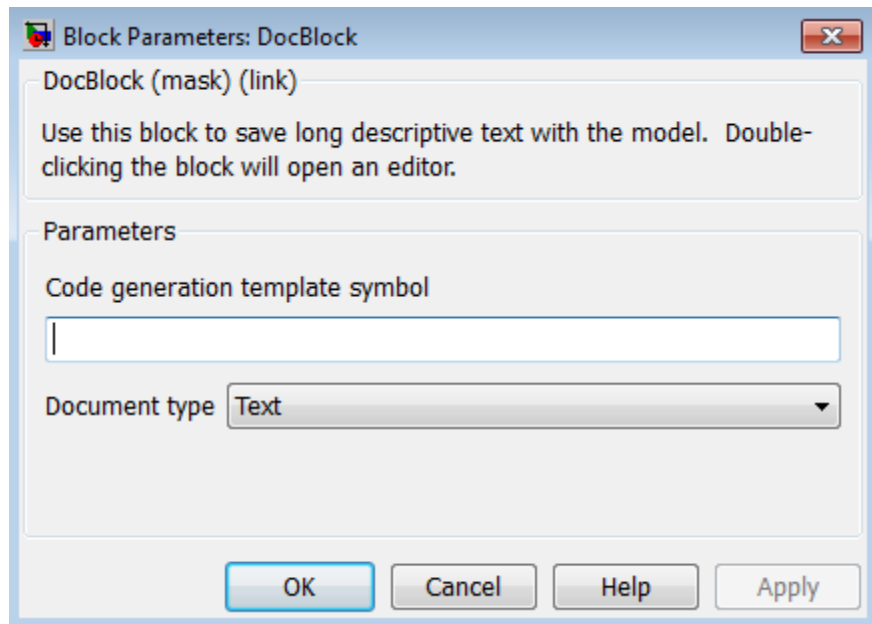 Block Parameters: DocBlock
DocBlock (mask) (link)
Use this block to save long descriptive text with the model.  Double-
clicking the block will open an editor.
Parameters
Code generation template symbol
Document type Text
OK Cancel Help Apply